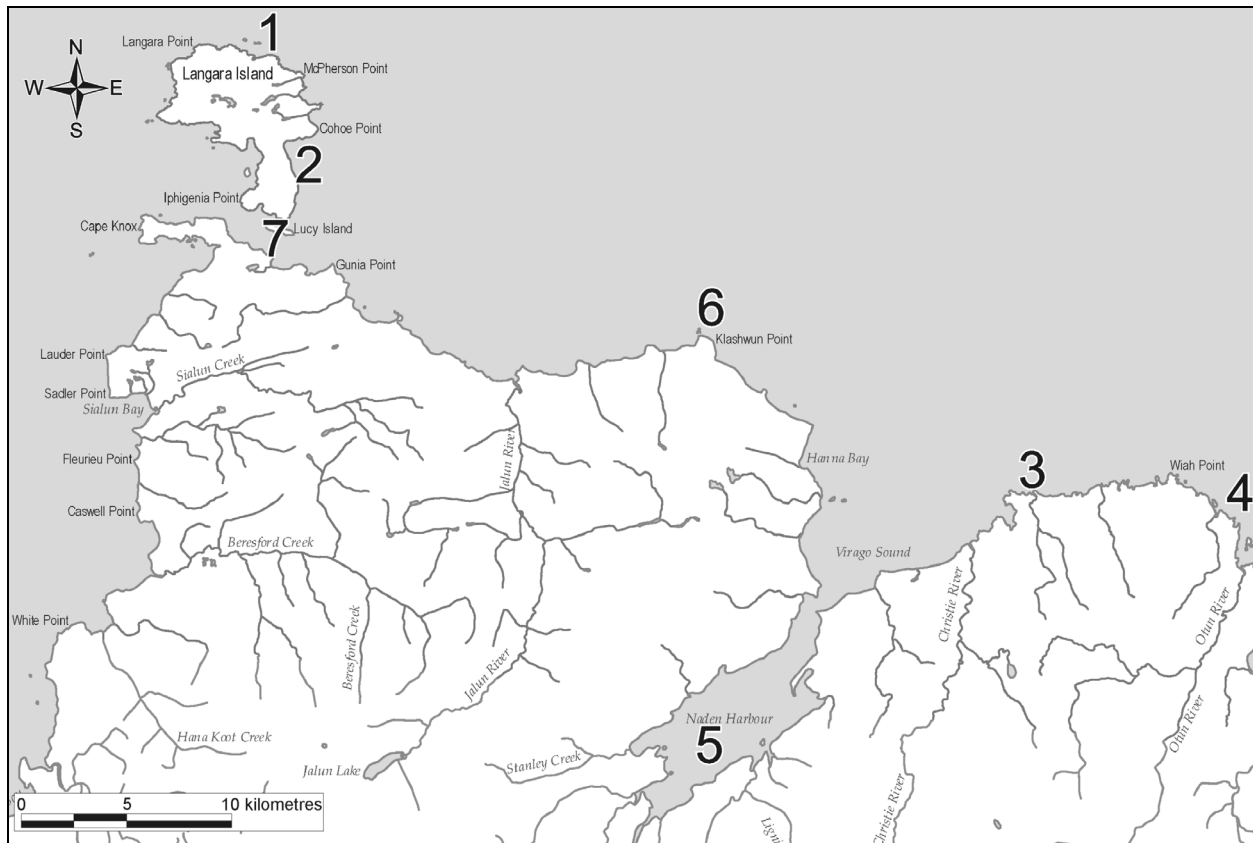 1
Langara Point
N
McPherson Point
Langara Island
W E
S
Cohoe Point
2
Iphigenia Point
Cape Knox
7
Lucy Island
Gunia Point
6
Klashwun Point
Lauder Point
Sialun Creek
Sadler Point
Sialun Bay
Jalun River
Hanna Bay
Fleurieu Point
3
Wiah Point
4
Caswell Point
Beresford Creek
Virago Sound
Christie River
Otun River
White Point
Beresford Creek
Jalun River
Naden Harbour
Otun River
Hana Koot Creek
5
Stanley Creek
Jalun Lake
Christie River
0 5 10 kilometres